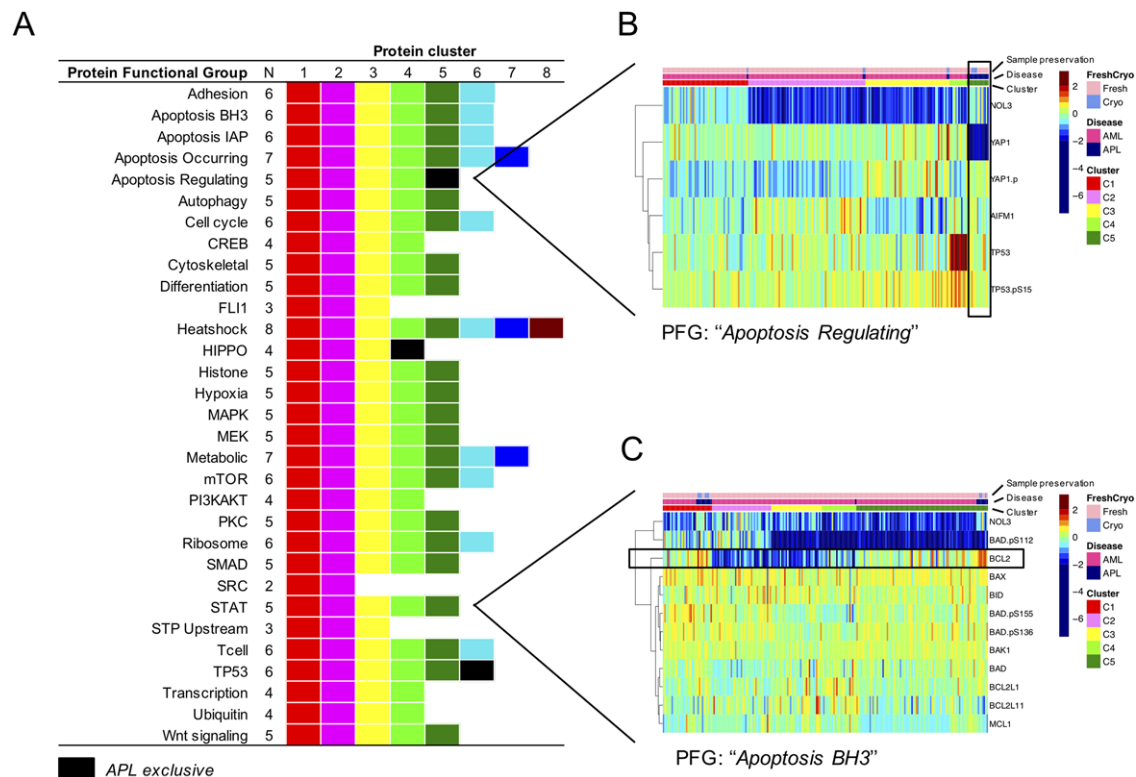 A
Protein cluster
Protein Functional Group N 1 2 3 4 5 6 7 8
Adhesion 6
Apoptosis BH3 6
Apoptosis IAP 6
Apoptosis Occurring 7
Apoptosis Regulating 5
Autophagy 5
Cell cycle 6
CREB 4
Cytoskeletal 5
Differentiation 5
FLI1 3
Heatshock 8
HIPPO 4
Histone 5
Hypoxia 5
MAPK 5
MEK 5
Metabolic 7
mTOR 6
PI3KAKT 4
PKC 5
Ribosome 6
SMAD 5
SRC 2
STAT 5
STP Upstream 3
Tcell 6
TP53 6
Transcription 4
Ubiquitin 4
Wnt signaling 5
APL exclusive
B
Sample preservation
Disease
Cluster
NOL3
YAP1
YAP1.p
AIFM1
TP53
TP53.pS15
2
0
−2
−4
−6
FreshCryo
Fresh
Cryo
Disease
AML
APL
Cluster
C1
C2
C3
C4
C5
PFG: “Apoptosis Regulating”
C
Sample preservation
Disease
Cluster
NOL3
BAD.pS112
BCL2
BAX
BID
BAD.pS155
BAD.pS136
BAK1
BAD
BCL2L1
BCL2L11
MCL1
2
0
−2
−4
−6
FreshCryo
Fresh
Cryo
Disease
AML
APL
Cluster
C1
C2
C3
C4
C5
PFG: “Apoptosis BH3”